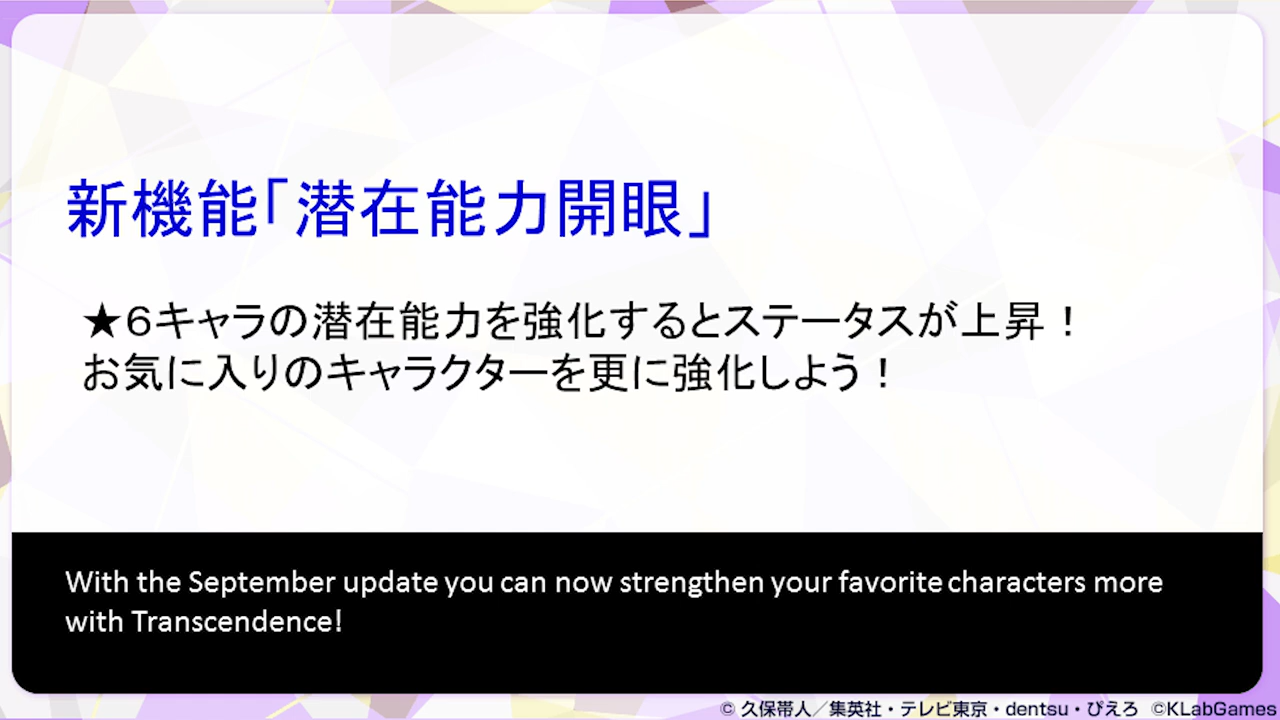 新機能「潜在能力開眼」
★６キャラの潜在能力を強化するとステータスが上昇！
お気に入りのキャラクターを更に強化しよう！
With the September update you can now strengthen your favorite characters more
with Transcendence!
© 久保帯人／集英社・テレビ東京・dentsu・ぴえろ ©KLabGames